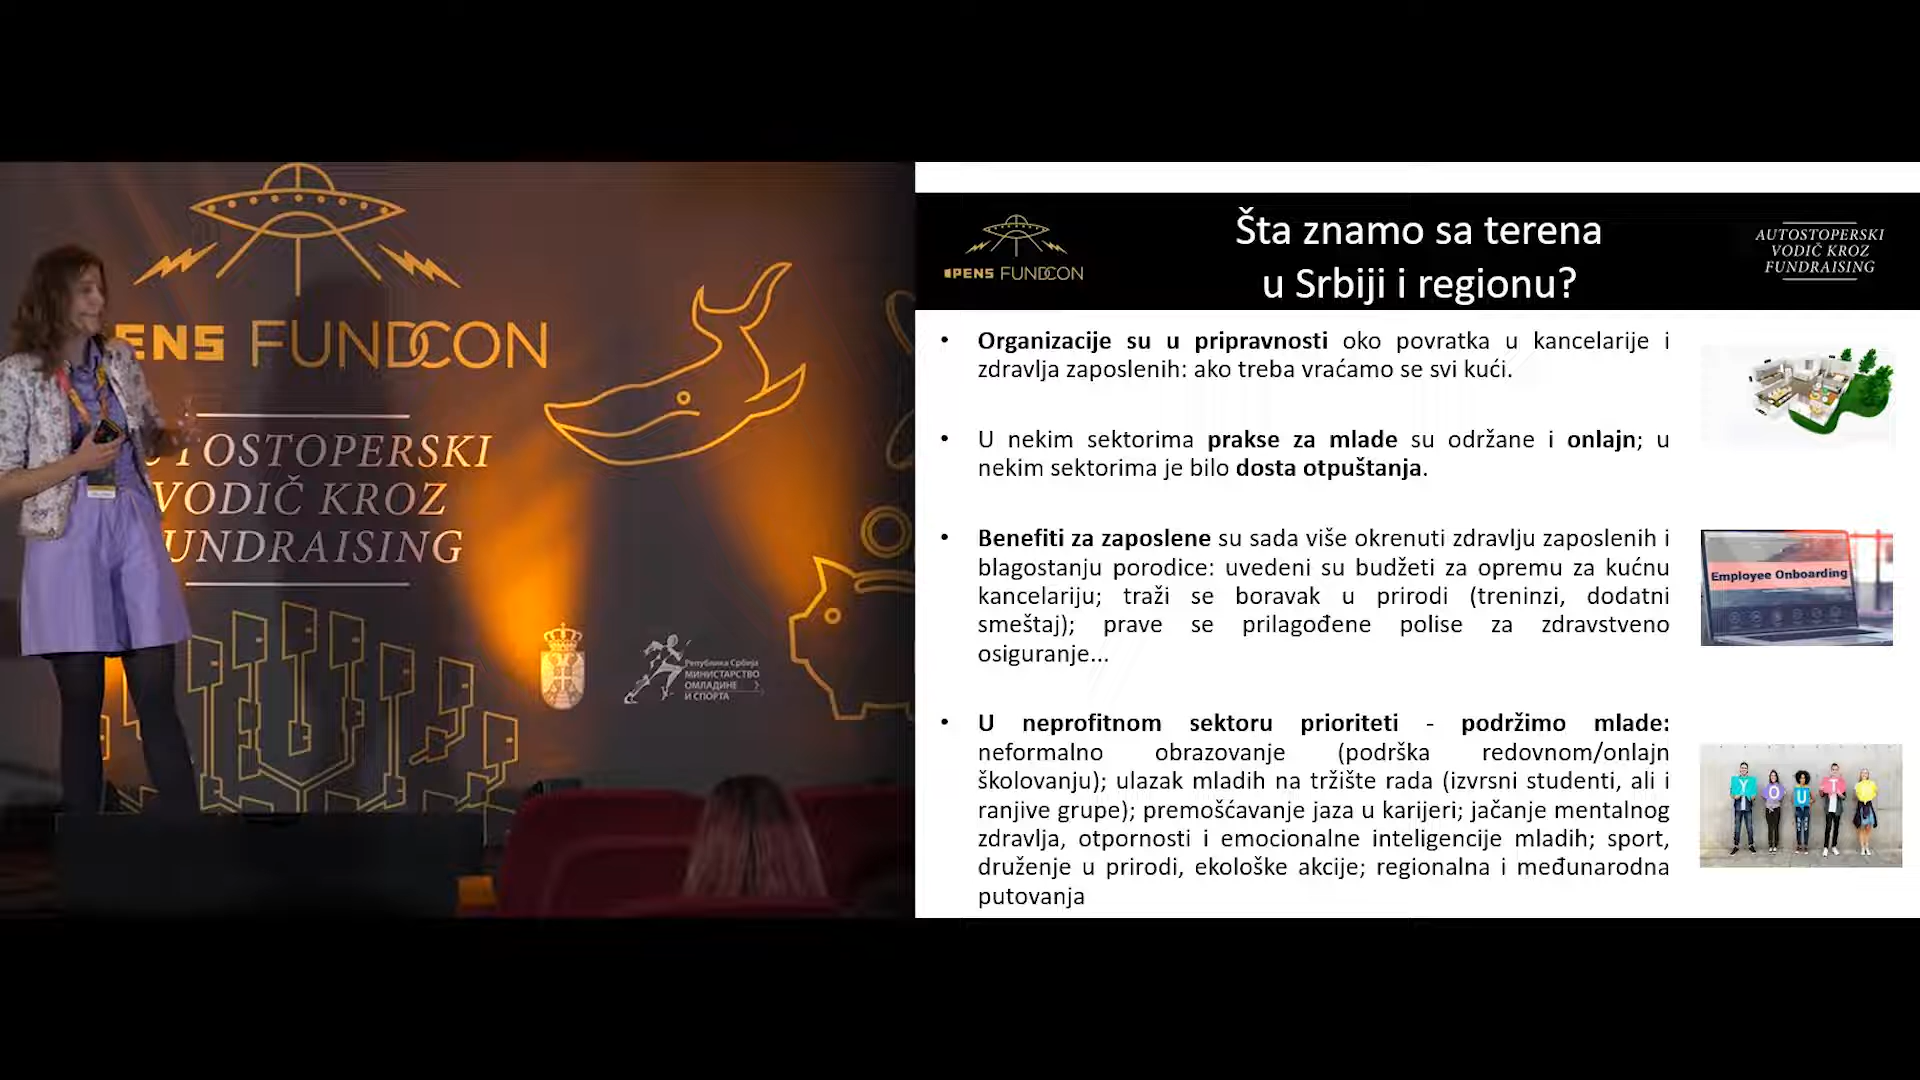 ENS FUNDCON
TOSTOPERSKI
VODIČ KROZ
UNDRAISING
Република Србија
МИНИСТАРСТВО
ОМЛАДИНЕ
И СПОРТА
OPENS FUNDCON
Šta znamo sa terena
u Srbiji i regionu?
AUTOSTOPERSKI
VODIČ KROZ
FUNDRAISING
• Organizacije su u pripravnosti oko povratka u kancelarije i
zdravlja zaposlenih: ako treba vraćamo se svi kući.
• U nekim sektorima prakse za mlade su održane i onlajn; u
nekim sektorima je bilo dosta otpuštanja.
• Benefiti za zaposlene su sada više okrenuti zdravlju zaposlenih i
blagostanju porodice: uvedeni su budžeti za opremu za kućnu
kancelariju; traži se boravak u prirodi (treninzi, dodatni
smeštaj); prave se prilagođene polise za zdravstveno
osiguranje...
• U neprofitnom sektoru prioriteti - podržimo mlade:
neformalno obrazovanje (podrška redovnom/onlajn
školovanju); ulazak mladih na tržište rada (izvrsni studenti, ali i
ranjive grupe); premošćavanje jaza u karijeri; jačanje mentalnog
zdravlja, otpornosti i emocionalne inteligencije mladih; sport,
druženje u prirodi, ekološke akcije; regionalna i međunarodna
putovanja
Employee Onboarding
YOUTH